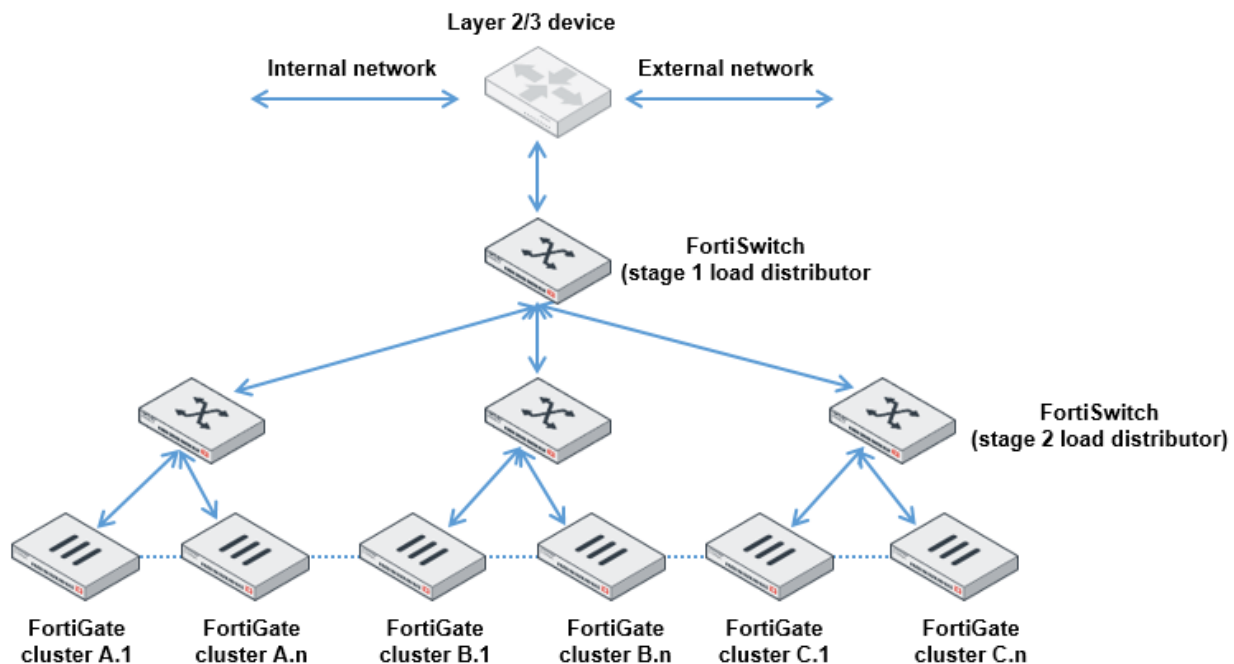 Layer 2/3 device
Internal network
External network
FortiSwitch
(stage 1 load distributor
FortiSwitch
(stage 2 load distributor)
FortiGate
cluster A.1
FortiGate
cluster A.n
FortiGate
cluster B.1
FortiGate
cluster B.n
FortiGate
cluster C.1
FortiGate
cluster C.n